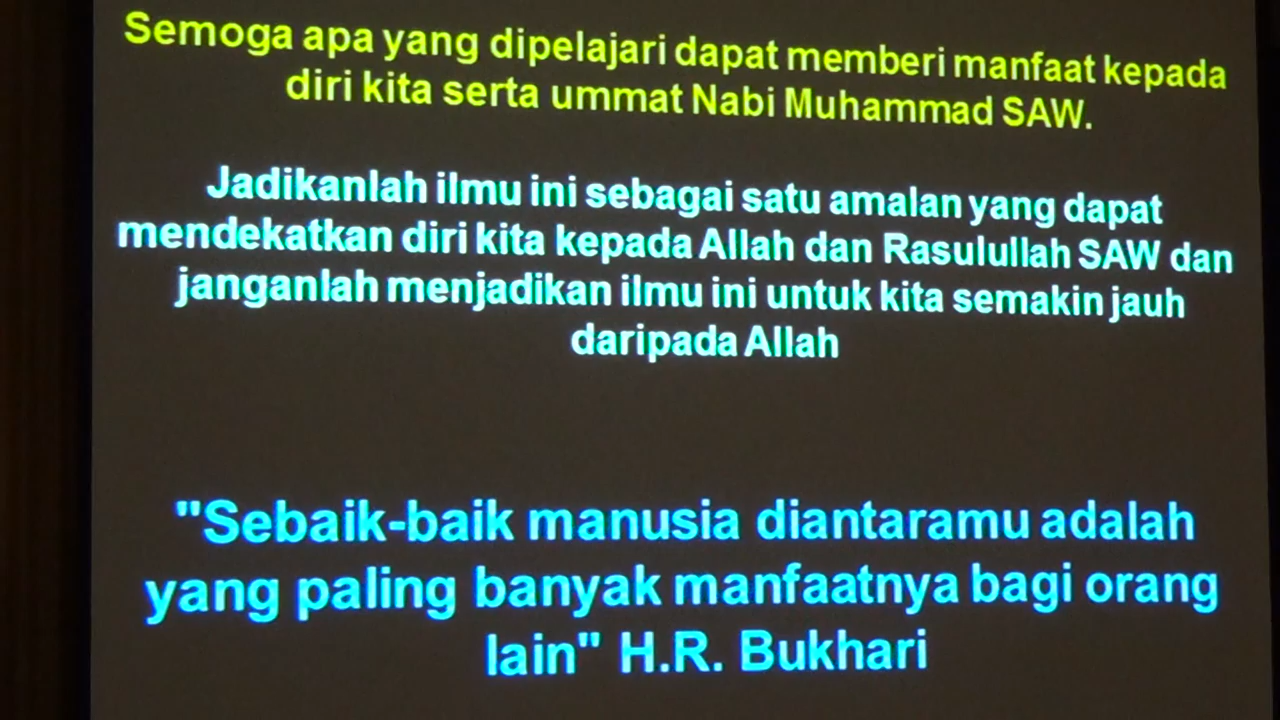 Semoga apa yang dipelajari dapat memberi manfaat kepada
diri kita serta ummat Nabi Muhammad SAW.
Jadikanlah ilmu ini sebagai satu amalan yang dapat
mendekatkan diri kita kepada Allah dan Rasulullah SAW dan
janganlah menjadikan ilmu ini untuk kita semakin jauh
daripada Allah
"Sebaik-baik manusia diantaramu adalah
yang paling banyak manfaatnya bagi orang
lain" H.R. Bukhari